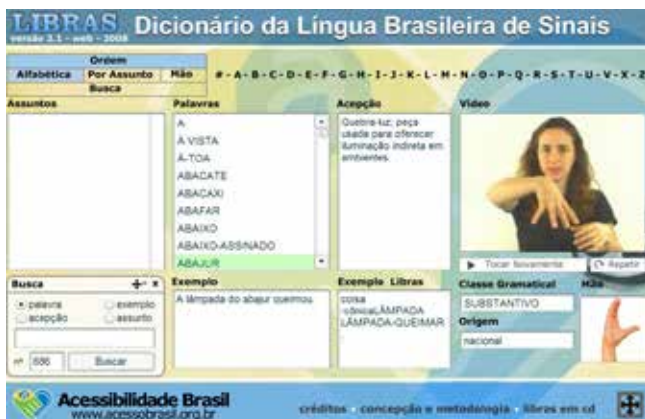 LIBRAS
versão 2.1 - web - 2008
Dicionário da Língua Brasileira de Sinais
Ordem
Alfabética Por Assunto Mão
Busca
# - A - B - C - D - E - F - G - H - I - J - K - L - M - N - O - P - Q - R - S - T - U - V - X - Z
Assuntos
Palavras
A
À VISTA
À-TOA
ABACATE
ABACAXI
ABAFAR
ABAIXO
ABAIXO-ASSINADO
ABAJUR
Acepção
Quebra-luz; peça
usada para oferecer
iluminação indireta em
ambientes.
Vídeo
Tocar Novamente
Repetir
Busca
palavra exemplo
acepção assunto
nº 686 Buscar
Exemplo
A lâmpada do abajur queimou.
Exemplo Libras
coisa
-cônicaLÂMPADA
LÂMPADA-QUEIMAR
Classe Gramatical
SUBSTANTIVO
Origem
nacional
Mão
Acessibilidade Brasil
www.acessobrasil.org.br
créditos - concepção e metodologia - libras em cd